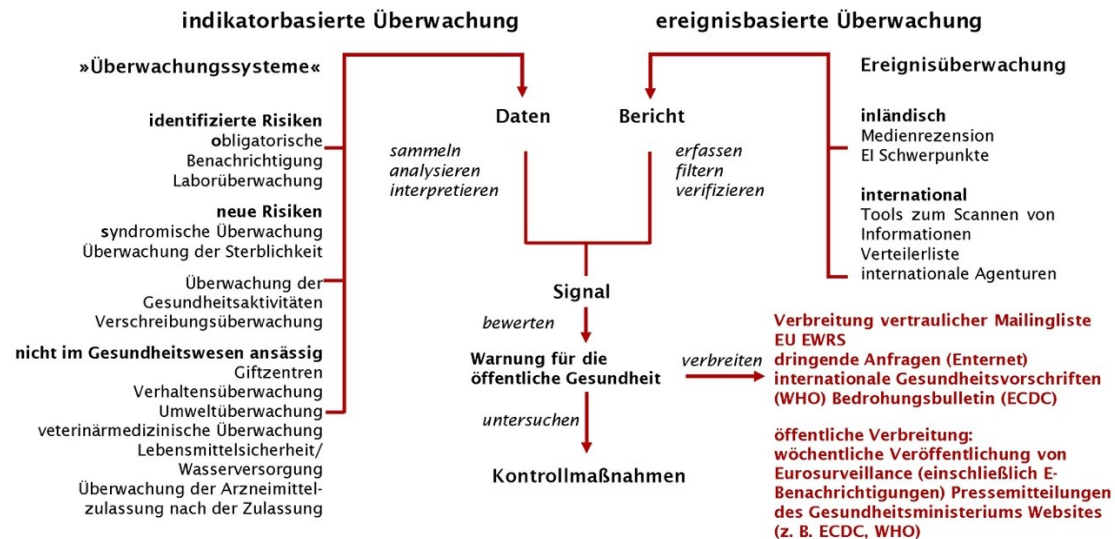 indikatorbasierte Überwachung
ereignisbasierte Überwachung
»Überwachungssysteme«
identifizierte Risiken
obligatorische
Benachrichtigung
Laborüberwachung
neue Risiken
syndromische Überwachung
Überwachung der Sterblichkeit
Überwachung der
Gesundheitsaktivitäten
Verschreibungsüberwachung
nicht im Gesundheitswesen ansässig
Giftzentren
Verhaltensüberwachung
Umweltüberwachung
veterinärmedizinische Überwachung
Lebensmittelsicherheit/
Wasserversorgung
Überwachung der Arzneimittel-
zulassung nach der Zulassung
Daten
sammeln
analysieren
interpretieren
Bericht
erfassen
filtern
verifizieren
Signal
bewerten
Warnung für die
öffentliche Gesundheit
verbreiten
untersuchen
Kontrollmaßnahmen
Ereignisüberwachung
inländisch
Medienrezension
EI Schwerpunkte
international
Tools zum Scannen von
Informationen
Verteilerliste
internationale Agenturen
Verbreitung vertraulicher Mailingliste
EU EWRS
dringende Anfragen (Enternet)
internationale Gesundheitsvorschriften
(WHO) Bedrohungsbulletin (ECDC)
öffentliche Verbreitung:
wöchentliche Veröffentlichung von
Eurosurveillance (einschließlich E-
Benachrichtigungen) Pressemitteilungen
des Gesundheitsministeriums Websites
(z. B. ECDC, WHO)